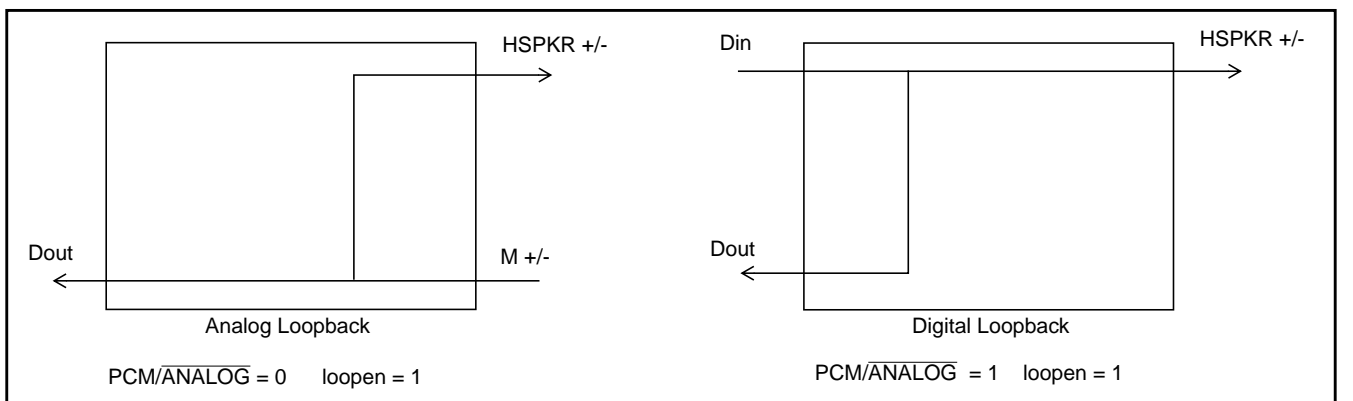 HSPKR +/-
Dout
M +/-
Analog Loopback
PCM/ANALOG = 0 loopen = 1
Din
HSPKR +/-
Dout
Digital Loopback
PCM/ANALOG = 1 loopen = 1